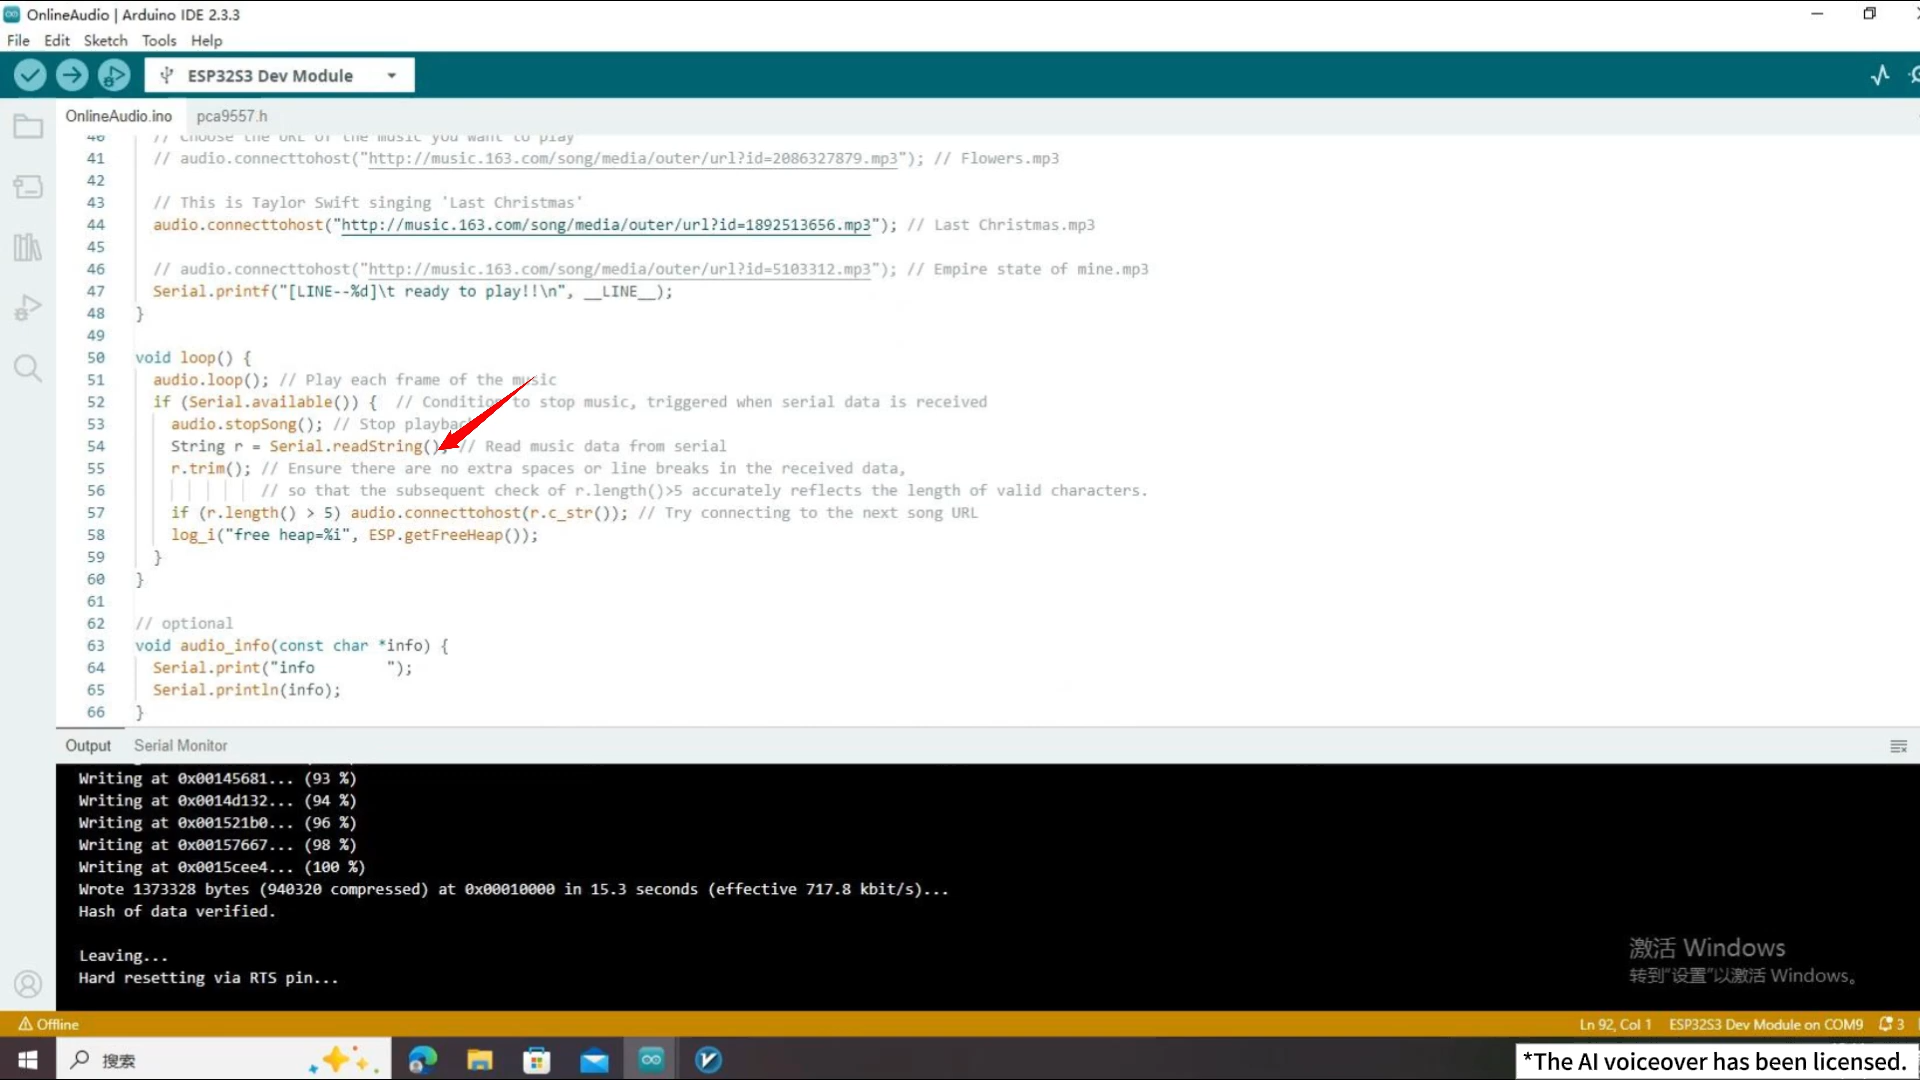 OnlineAudio | Arduino IDE 2.3.3
File Edit Sketch Tools Help
ESP32S3 Dev Module
OnlineAudio.ino pca9557.h
40 // Choose the URL of the music you want to play
41 // audio.connecttohost("http://music.163.com/song/media/outer/url?id=2086327879.mp3"); // Flowers.mp3
42
43 // This is Taylor Swift singing 'Last Christmas'
44 audio.connecttohost("http://music.163.com/song/media/outer/url?id=1892513656.mp3"); // Last Christmas.mp3
45
46 // audio.connecttohost("http://music.163.com/song/media/outer/url?id=5103312.mp3"); // Empire state of mine.mp3
47 Serial.printf("[LINE--%d]\t ready to play!!\n", __LINE__);
48 }
49
50 void loop() {
51 audio.loop(); // Play each frame of the music
52 if (Serial.available()) { // Condition to stop music, triggered when serial data is received
53 audio.stopSong(); // Stop playback
54 String r = Serial.readString(); // Read music data from serial
55 r.trim(); // Ensure there are no extra spaces or line breaks in the received data,
56 // so that the subsequent check of r.length()>5 accurately reflects the length of valid characters.
57 if (r.length() > 5) audio.connecttohost(r.c_str()); // Try connecting to the next song URL
58 log_i("free heap=%i", ESP.getFreeHeap());
59 }
60 }
61
62 // optional
63 void audio_info(const char *info) {
64 Serial.print("info        ");
65 Serial.println(info);
66 }
Output Serial Monitor
Writing at 0x00145681... (93 %)
Writing at 0x0014d132... (94 %)
Writing at 0x001521b0... (96 %)
Writing at 0x00157667... (98 %)
Writing at 0x0015cee4... (100 %)
Wrote 1373328 bytes (940320 compressed) at 0x00010000 in 15.3 seconds (effective 717.8 kbit/s)...
Hash of data verified.
Leaving...
Hard resetting via RTS pin...
激活 Windows
转到"设置"以激活 Windows。
Offline
Ln 92, Col 1 ESP32S3 Dev Module on COM9 3
搜索
*The AI voiceover has been licensed.